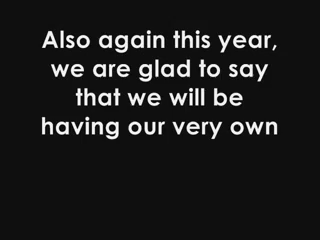 Also again this year,
we are glad to say
that we will be
having our very own